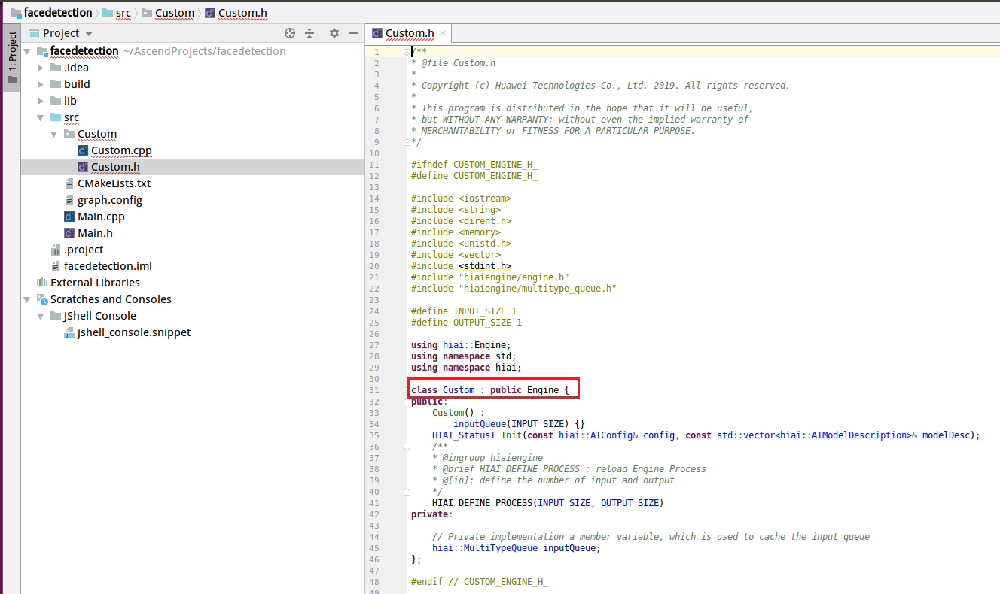 facedetection src Custom Custom.h
1: Project
Project
facedetection ~/AscendProjects/facedetection
.idea
build
lib
src
Custom
Custom.cpp
Custom.h
CMakeLists.txt
graph.config
Main.cpp
Main.h
.project
facedetection.iml
External Libraries
Scratches and Consoles
JShell Console
jshell_console.snippet
Custom.h
1 /**
2 * @file Custom.h
3 *
4 * Copyright (c) Huawei Technologies Co., Ltd. 2019. All rights reserved.
5 *
6 * This program is distributed in the hope that it will be useful,
7 * but WITHOUT ANY WARRANTY; without even the implied warranty of
8 * MERCHANTABILITY or FITNESS FOR A PARTICULAR PURPOSE.
9 */
10
11 #ifndef CUSTOM_ENGINE_H_
12 #define CUSTOM_ENGINE_H_
13
14 #include <iostream>
15 #include <string>
16 #include <dirent.h>
17 #include <memory>
18 #include <unistd.h>
19 #include <vector>
20 #include <stdint.h>
21 #include "hiaiengine/engine.h"
22 #include "hiaiengine/multitype_queue.h"
23
24 #define INPUT_SIZE 1
25 #define OUTPUT_SIZE 1
26
27 using hiai::Engine;
28 using namespace std;
29 using namespace hiai;
30
31 class Custom : public Engine {
32 public:
33 Custom() :
34 inputQueue(INPUT_SIZE) {}
35 HIAI_StatusT Init(const hiai::AIConfig& config, const std::vector<hiai::AIModelDescription>& modelDesc);
36 /**
37 * @ingroup hiaiengine
38 * @brief HIAI_DEFINE_PROCESS : reload Engine Process
39 * @[in]: define the number of input and output
40 */
41 HIAI_DEFINE_PROCESS(INPUT_SIZE, OUTPUT_SIZE)
42 private:
43
44 // Private implementation a member variable, which is used to cache the input queue
45 hiai::MultiTypeQueue inputQueue;
46 };
47
48 #endif // CUSTOM_ENGINE_H_
49